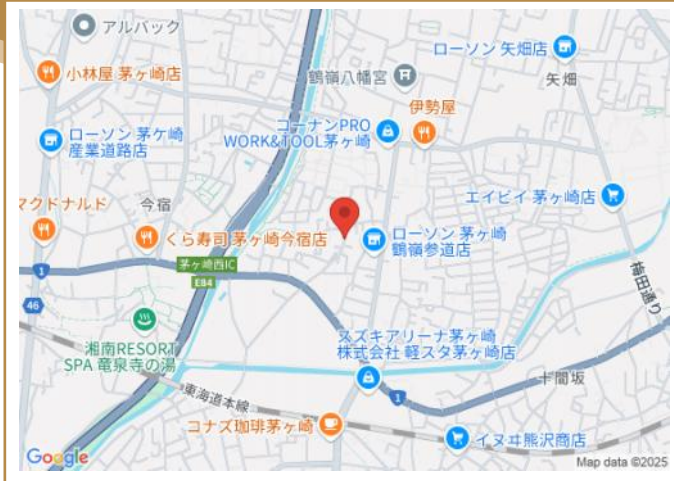 アルバック
ローソン 矢畑店
小林屋 茅ヶ崎店
鶴嶺八幡宮
矢畑
伊勢屋
コーナンPRO
WORK&TOOL茅ヶ崎
ローソン 茅ケ崎
産業道路店
エイビイ 茅ヶ崎店
マクドナルド
今宿
くら寿司 茅ヶ崎今宿店
ローソン 茅ヶ崎
鶴嶺参道店
茅ヶ崎西IC
E84
1
46
梅田通り
湘南RESORT
SPA 竜泉寺の湯
スズキアリーナ茅ヶ崎
株式会社 軽スタ茅ヶ崎店
十間坂
1
東海道本線
コナズ珈琲茅ヶ崎
イヌヰ熊沢商店
Google
Map data ©2025